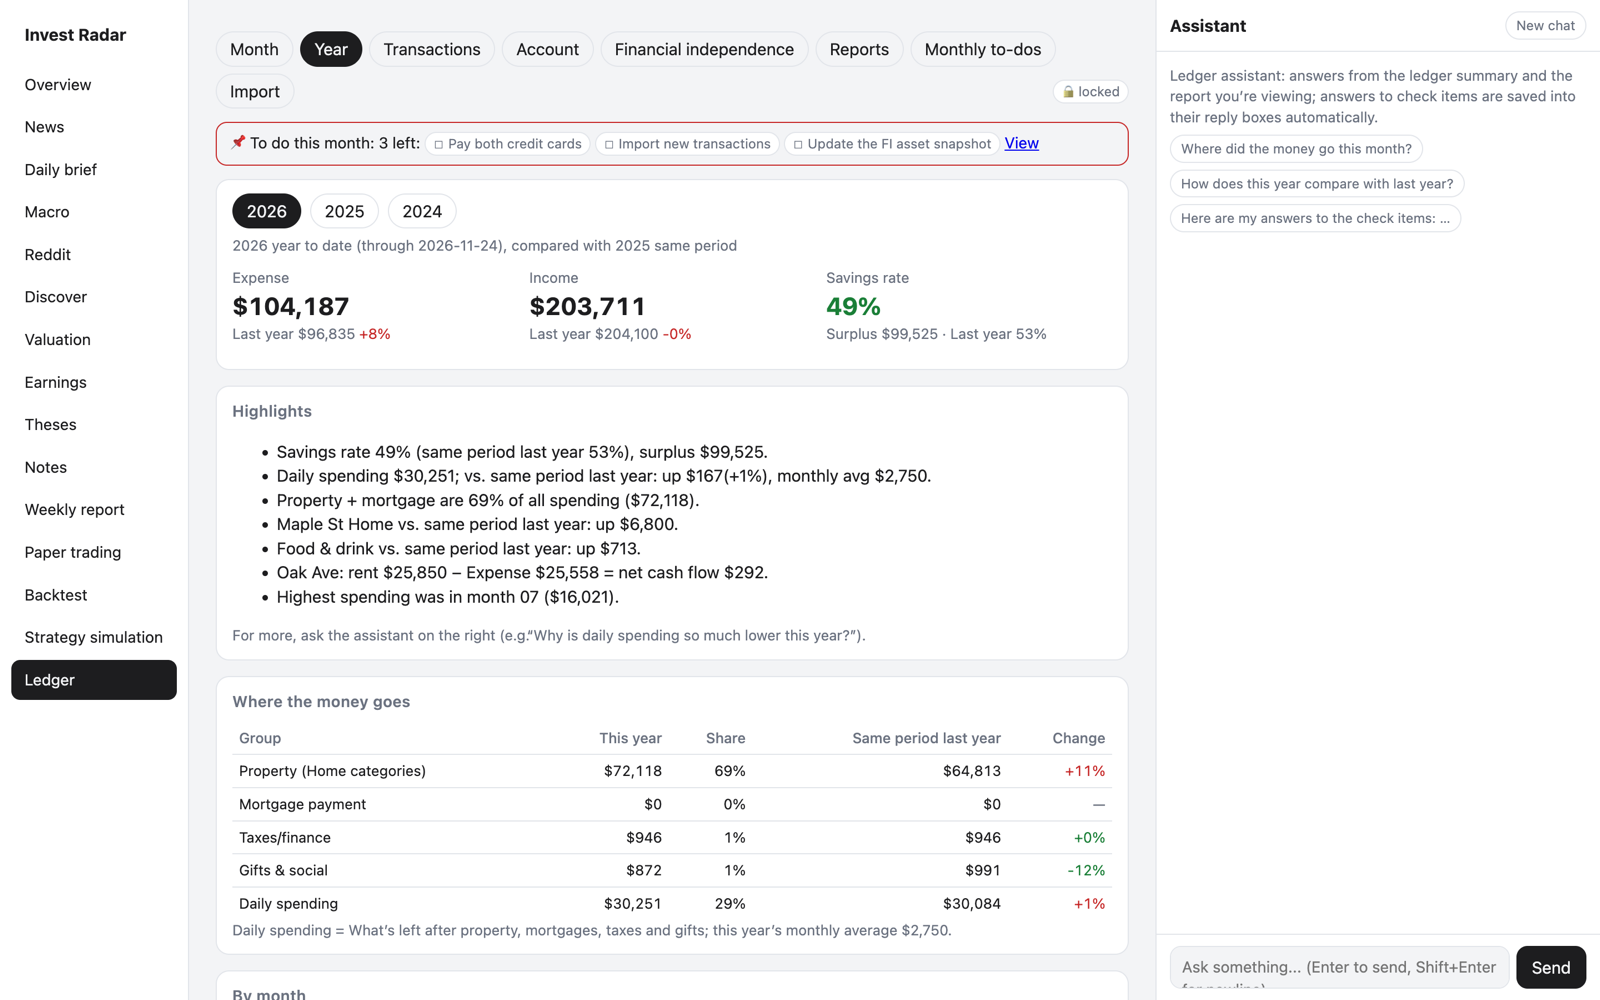 Invest Radar
Overview
News
Daily brief
Macro
Reddit
Discover
Valuation
Earnings
Theses
Notes
Weekly report
Paper trading
Backtest
Strategy simulation
Ledger
Month Year Transactions Account Financial independence Reports Monthly to-dos
Import locked
To do this month: 3 left: Pay both credit cards Import new transactions Update the FI asset snapshot View
2026 2025 2024
2026 year to date (through 2026-11-24), compared with 2025 same period
Expense Income Savings rate
$104,187 $203,711 49%
Last year $96,835 +8% Last year $204,100 -0% Surplus $99,525 · Last year 53%
Highlights
• Savings rate 49% (same period last year 53%), surplus $99,525.
• Daily spending $30,251; vs. same period last year: up $167(+1%), monthly avg $2,750.
• Property + mortgage are 69% of all spending ($72,118).
• Maple St Home vs. same period last year: up $6,800.
• Food & drink vs. same period last year: up $713.
• Oak Ave: rent $25,850 − Expense $25,558 = net cash flow $292.
• Highest spending was in month 07 ($16,021).
For more, ask the assistant on the right (e.g.“Why is daily spending so much lower this year?”).
Where the money goes
Group This year Share Same period last year Change
Property (Home categories) $72,118 69% $64,813 +11%
Mortgage payment $0 0% $0 —
Taxes/finance $946 1% $946 +0%
Gifts & social $872 1% $991 -12%
Daily spending $30,251 29% $30,084 +1%
Daily spending = What’s left after property, mortgages, taxes and gifts; this year’s monthly average $2,750.
By month
Assistant New chat
Ledger assistant: answers from the ledger summary and the
report you’re viewing; answers to check items are saved into
their reply boxes automatically.
Where did the money go this month?
How does this year compare with last year?
Here are my answers to the check items: ...
Ask something... (Enter to send, Shift+Enter
for newline)
Send